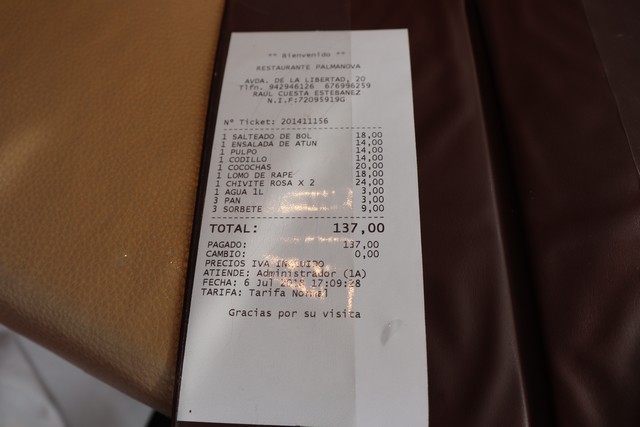 ** Bienvenido **
RESTAURANTE PALMANOVA
AVDA. DE LA LIBERTAD, 20
Tlfn. 942946126 676996259
RAUL CUESTA ESTEBANEZ
N.I.F:72095919G
Nº Ticket: 201411156
1 SALTEADO DE BOL 18,00
1 ENSALADA DE ATUN 14,00
1 PULPO 14,00
1 CODILLO 14,00
1 COCOCHAS 20,00
1 LOMO DE RAPE 18,00
1 CHIVITE ROSA X 2 24,00
1 AGUA 1L 3,00
3 PAN 3,00
3 SORBETE 9,00
TOTAL: 137,00
PAGADO: 137,00
CAMBIO: 0,00
PRECIOS IVA INCLUIDO
ATIENDE: Administrador (1A)
FECHA: 6 Jul 17:09:28
TARIFA: Tarifa Normal
Gracias por su visita